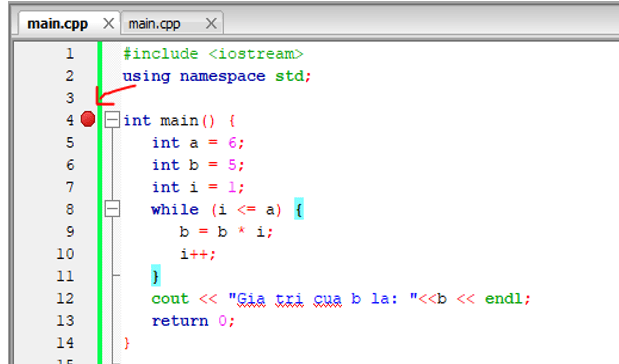 main.cpp × main.cpp ×
1 #include <iostream>
2 using namespace std;
3
4 int main() {
5 int a = 6;
6 int b = 5;
7 int i = 1;
8 while (i <= a) {
9 b = b * i;
10 i++;
11 }
12 cout << "Gia tri cua b la: "<<b << endl;
13 return 0;
14 }
15